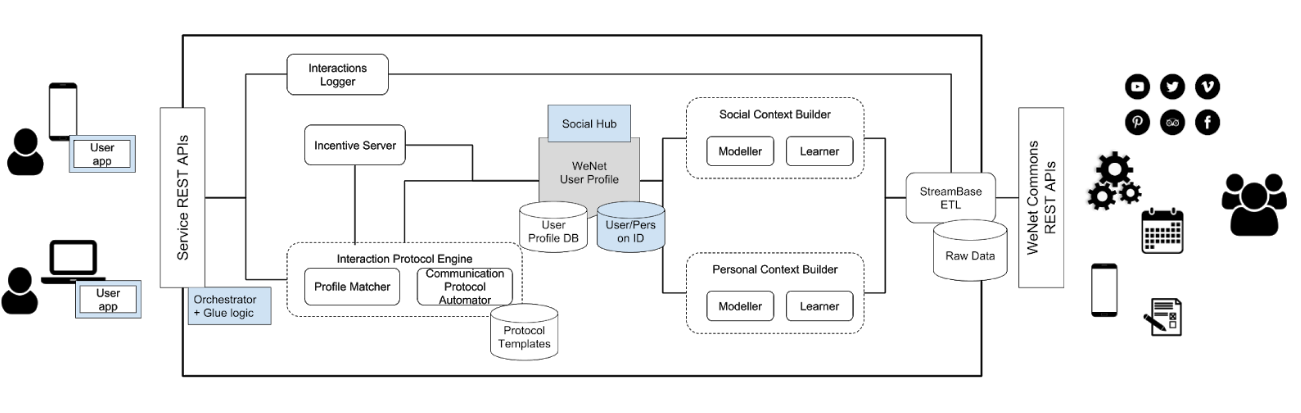 User
app
User
app
Service REST APIs
Orchestrator
+ Glue logic
Interactions
Logger
Incentive Server
Interaction Protocol Engine
Profile Matcher
Communication
Protocol
Automator
Protocol
Templates
Social Hub
WeNet
User Profile
User
Profile DB
User/Pers
on ID
Social Context Builder
Modeller
Learner
Personal Context Builder
Modeller
Learner
StreamBase
ETL
Raw Data
WeNet Commons
REST APIs